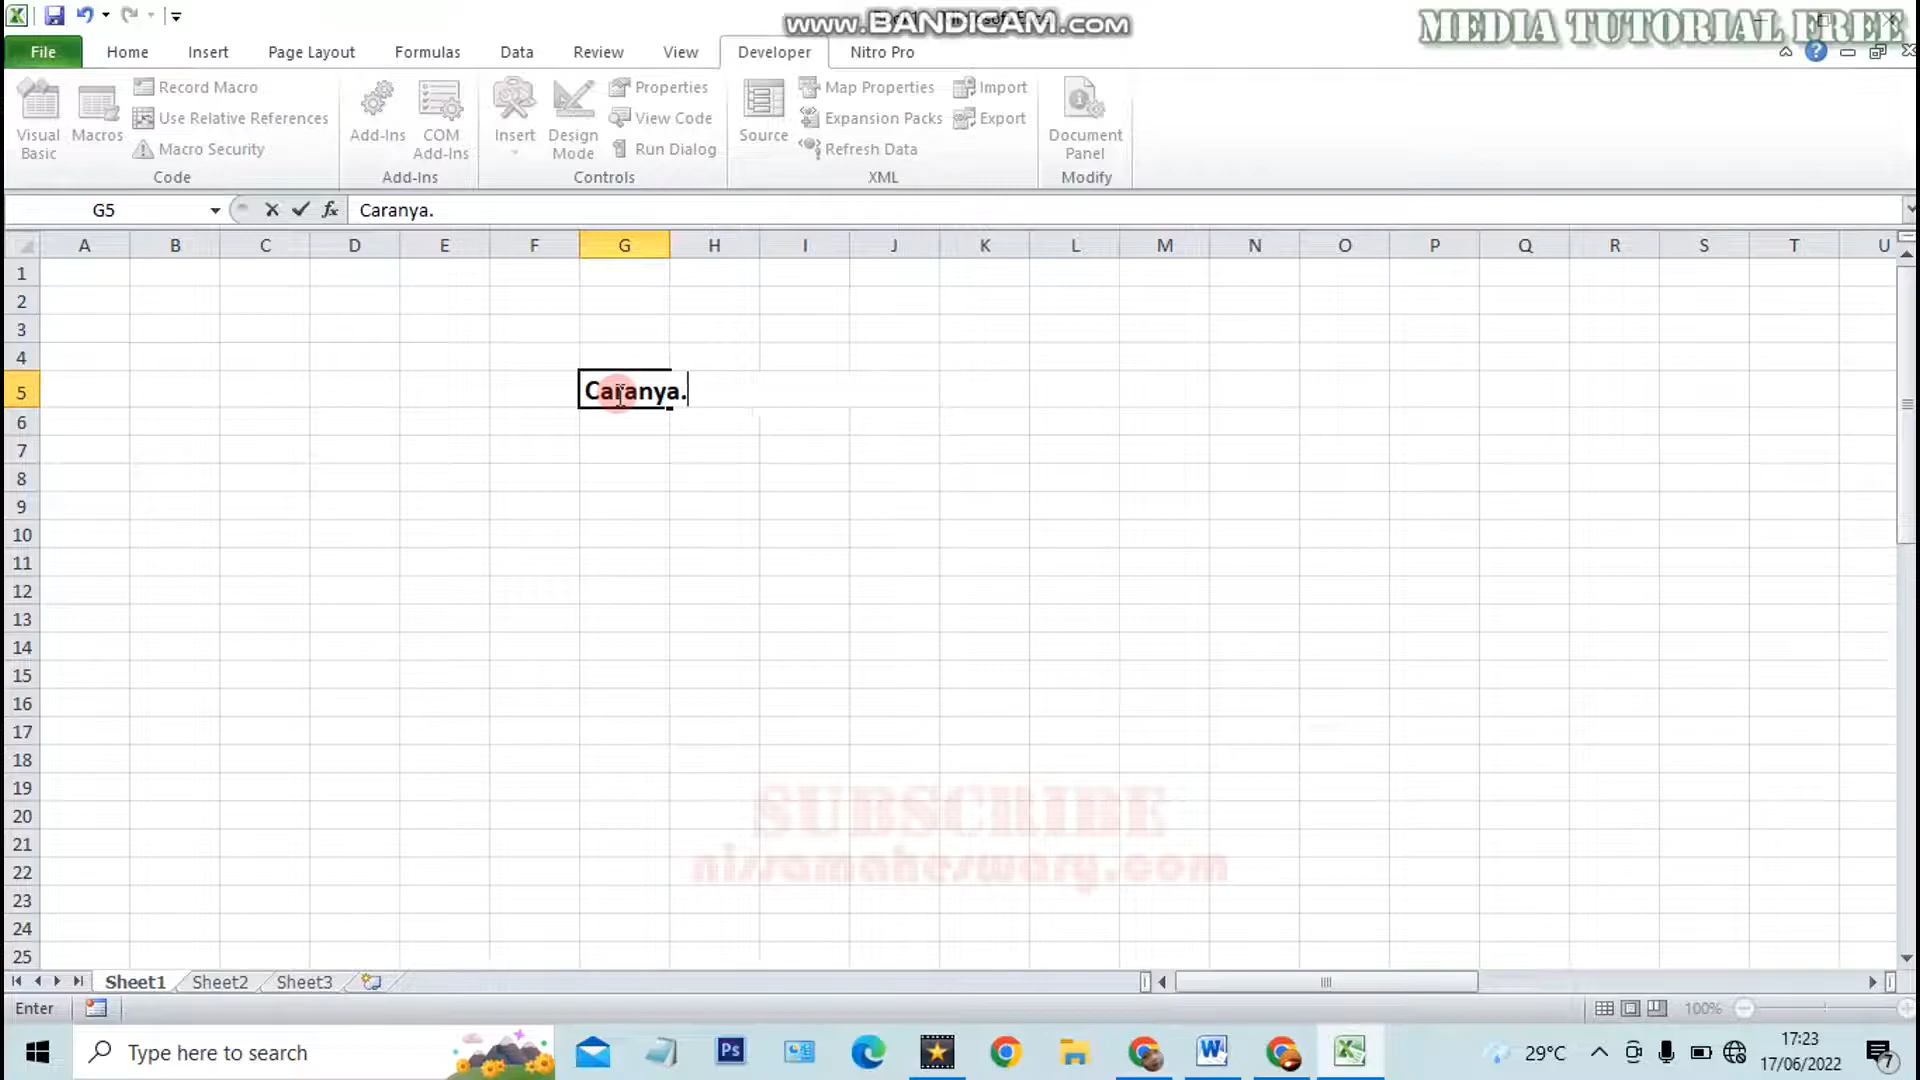 www.BANDICAM.com
MEDIA TUTORIAL FREE
File Home Insert Page Layout Formulas Data Review View Developer Nitro Pro
Visual Basic
Macros
Record Macro
Use Relative References
Macro Security
Code
Add-Ins
COM Add-Ins
Add-Ins
Insert
Design Mode
Properties
View Code
Run Dialog
Controls
Source
Map Properties
Expansion Packs
Refresh Data
Import
Export
XML
Document Panel
Modify
G5 fx Caranya.
A B C D E F G H I J K L M N O P Q R S T U
1
2
3
4
5 Caranya.
6
7
8
9
10
11
12
13
14
15
16
17
18
19
20
SUBSCRIBE
21
22
nissamaheswary.com
23
24
25
Sheet1 Sheet2 Sheet3
Enter 100%
Type here to search
Ps
29°C
17:23
17/06/2022
7